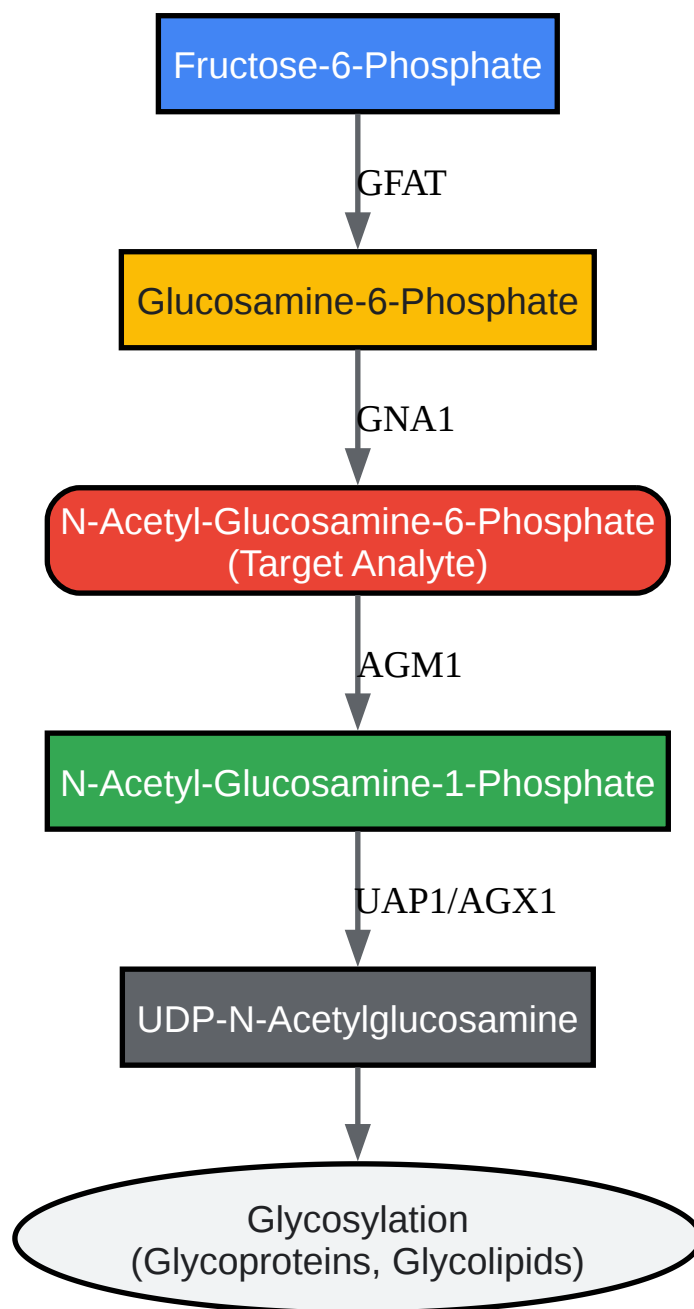 Fructose-6-Phosphate
GFAT
Glucosamine-6-Phosphate
GNA1
N-Acetyl-Glucosamine-6-Phosphate
(Target Analyte)
AGM1
N-Acetyl-Glucosamine-1-Phosphate
UAP1/AGX1
UDP-N-Acetylglucosamine
Glycosylation
(Glycoproteins, Glycolipids)